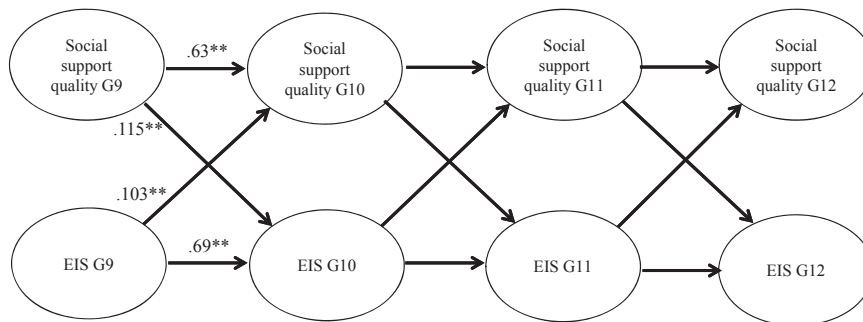 Social
support
quality G9
.63**
Social
support
quality G10
Social
support
quality G11
Social
support
quality G12
.115**
.103**
EIS G9
.69**
EIS G10
EIS G11
EIS G12